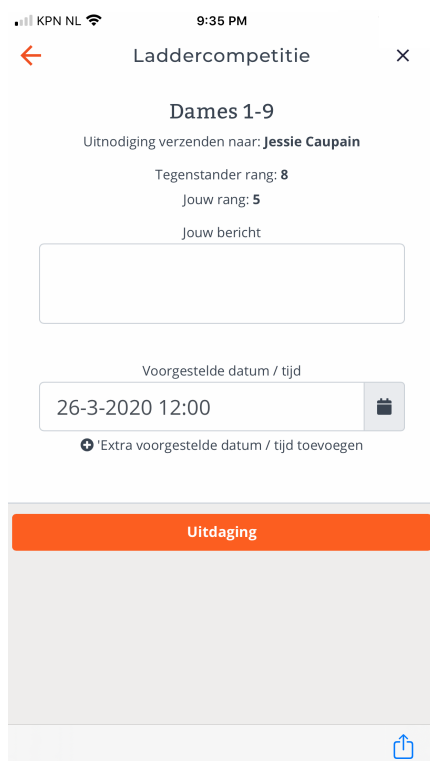 KPN NL 9:35 PM
Laddercompetitie
Dames 1-9
Uitnodiging verzenden naar: Jessie Caupain
Tegenstander rang: 8
Jouw rang: 5
Jouw bericht
Voorgestelde datum / tijd
26-3-2020 12:00
'Extra voorgestelde datum / tijd toevoegen
Uitdaging